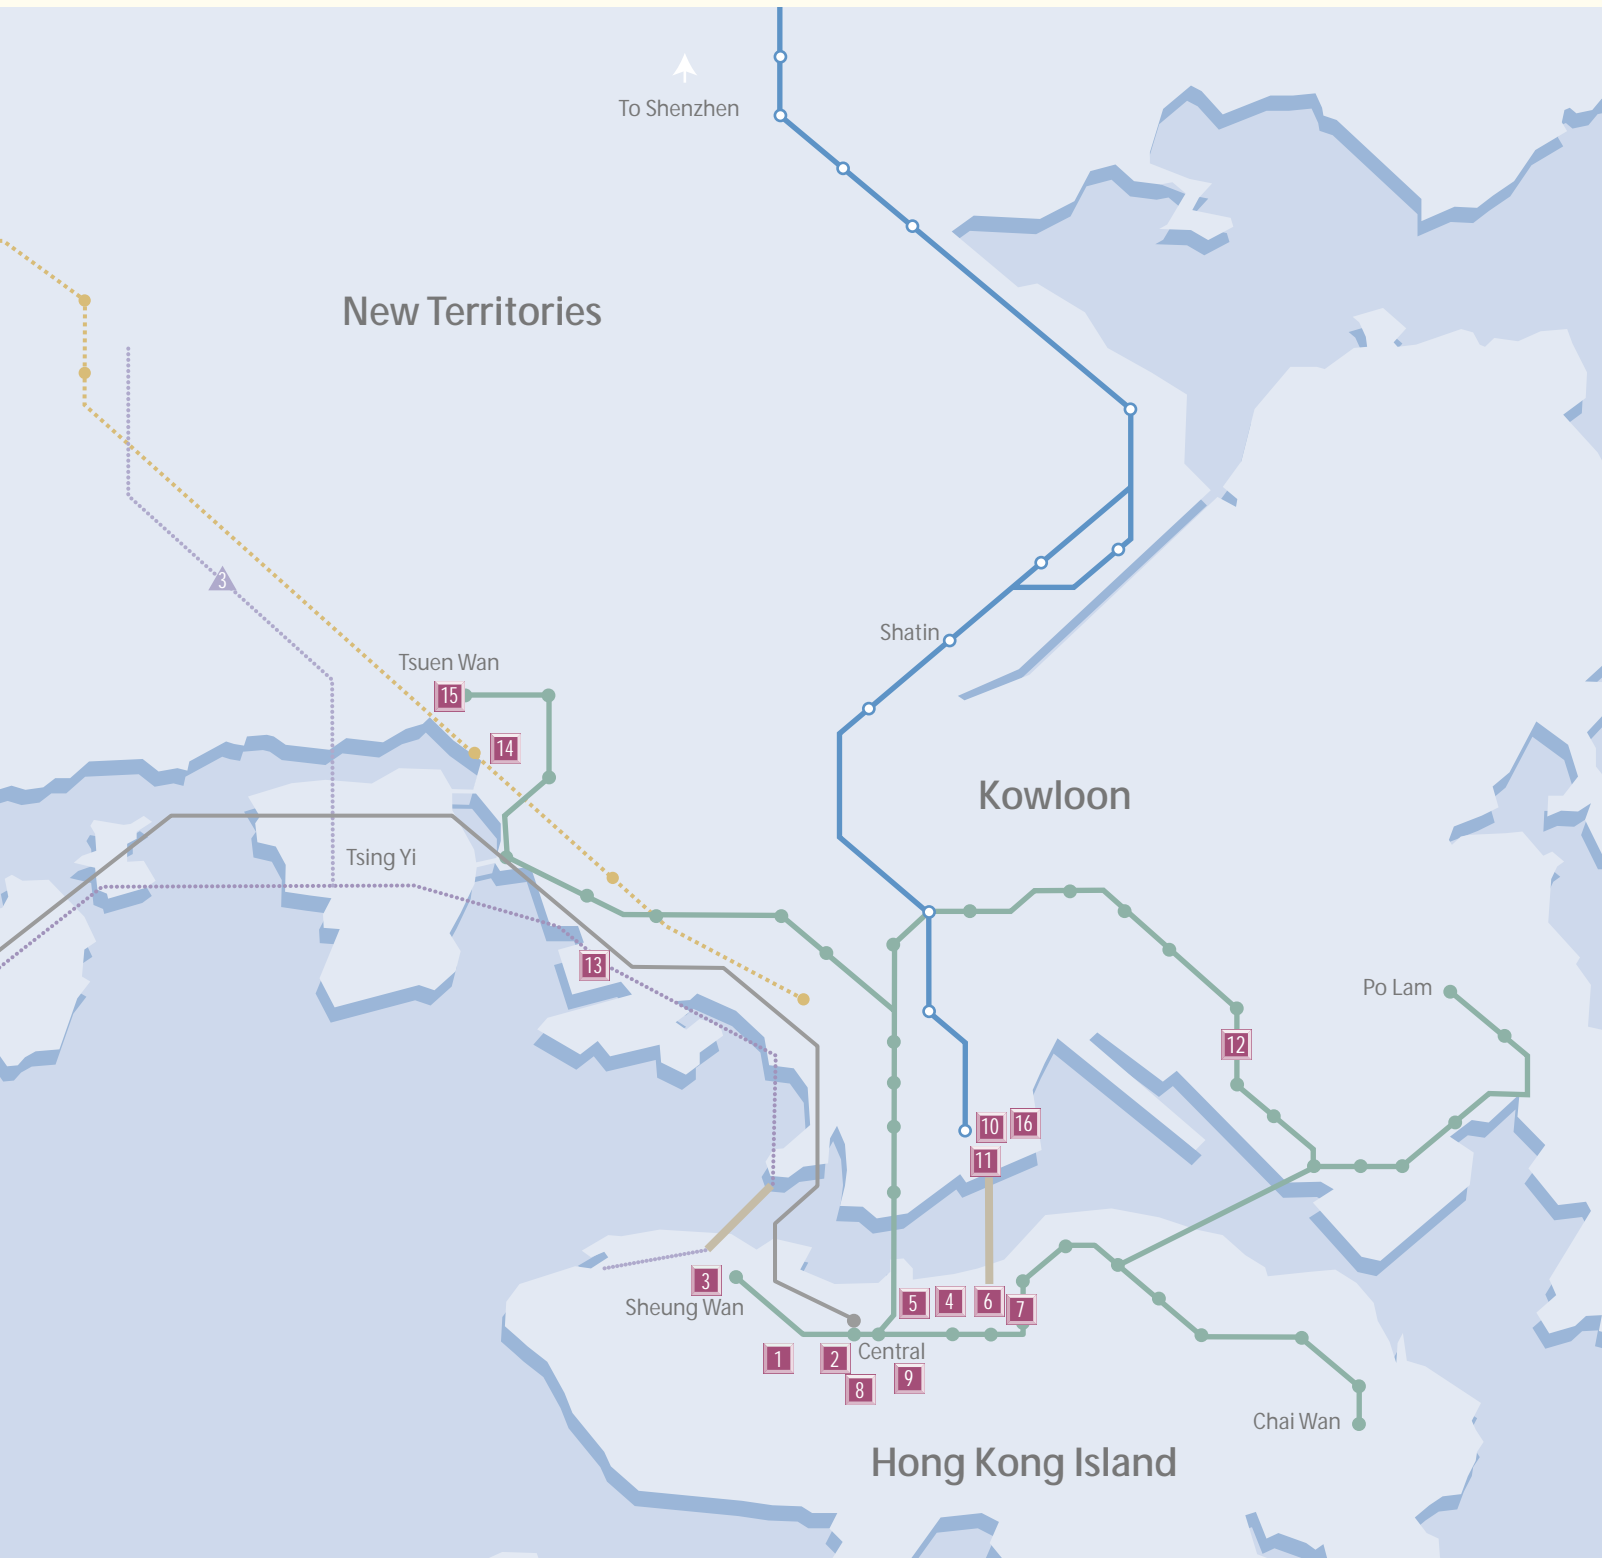 To Shenzhen
New Territories
3
Shatin
Tsuen Wan
15
14
Kowloon
Tsing Yi
13
Po Lam
12
10
16
11
3
Sheung Wan
5
4
6
7
1
2
Central
8
9
Chai Wan
Hong Kong Island